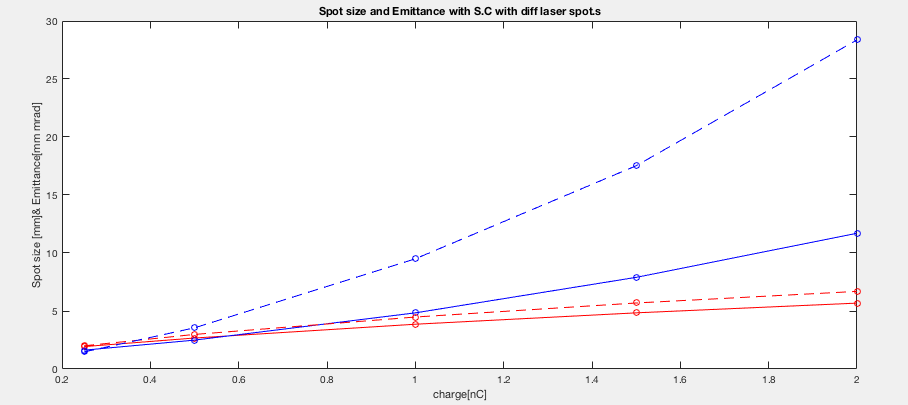 Spot size and Emittance with S.C with diff laser spot.s
Spot size [mm]& Emittance[mm mrad]
30
25
20
15
10
5
0
0.2 0.4 0.6 0.8 1 1.2 1.4 1.6 1.8 2
charge[nC]